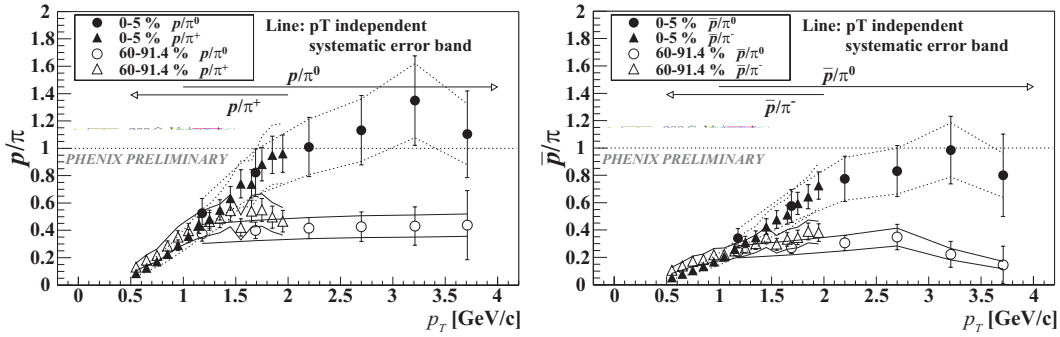 2
1.8
1.6
1.4
1.2
1
0.8
0.6
0.4
0.2
0
p/π
0-5 % p/π⁰
0-5 % p/π⁺
60-91.4 % p/π⁰
60-91.4 % p/π⁺
Line: pT independent
systematic error band
p/π⁰
p/π⁺
PHENIX PRELIMINARY
0 0.5 1 1.5 2 2.5 3 3.5 4
p_T [GeV/c]
2
1.8
1.6
1.4
1.2
1
0.8
0.6
0.4
0.2
0
p̅/π
0-5 % p̅/π⁰
0-5 % p̅/π⁻
60-91.4 % p̅/π⁰
60-91.4 % p̅/π⁻
Line: pT independent
systematic error band
p̅/π⁰
p̅/π⁻
PHENIX PRELIMINARY
0 0.5 1 1.5 2 2.5 3 3.5 4
p_T [GeV/c]